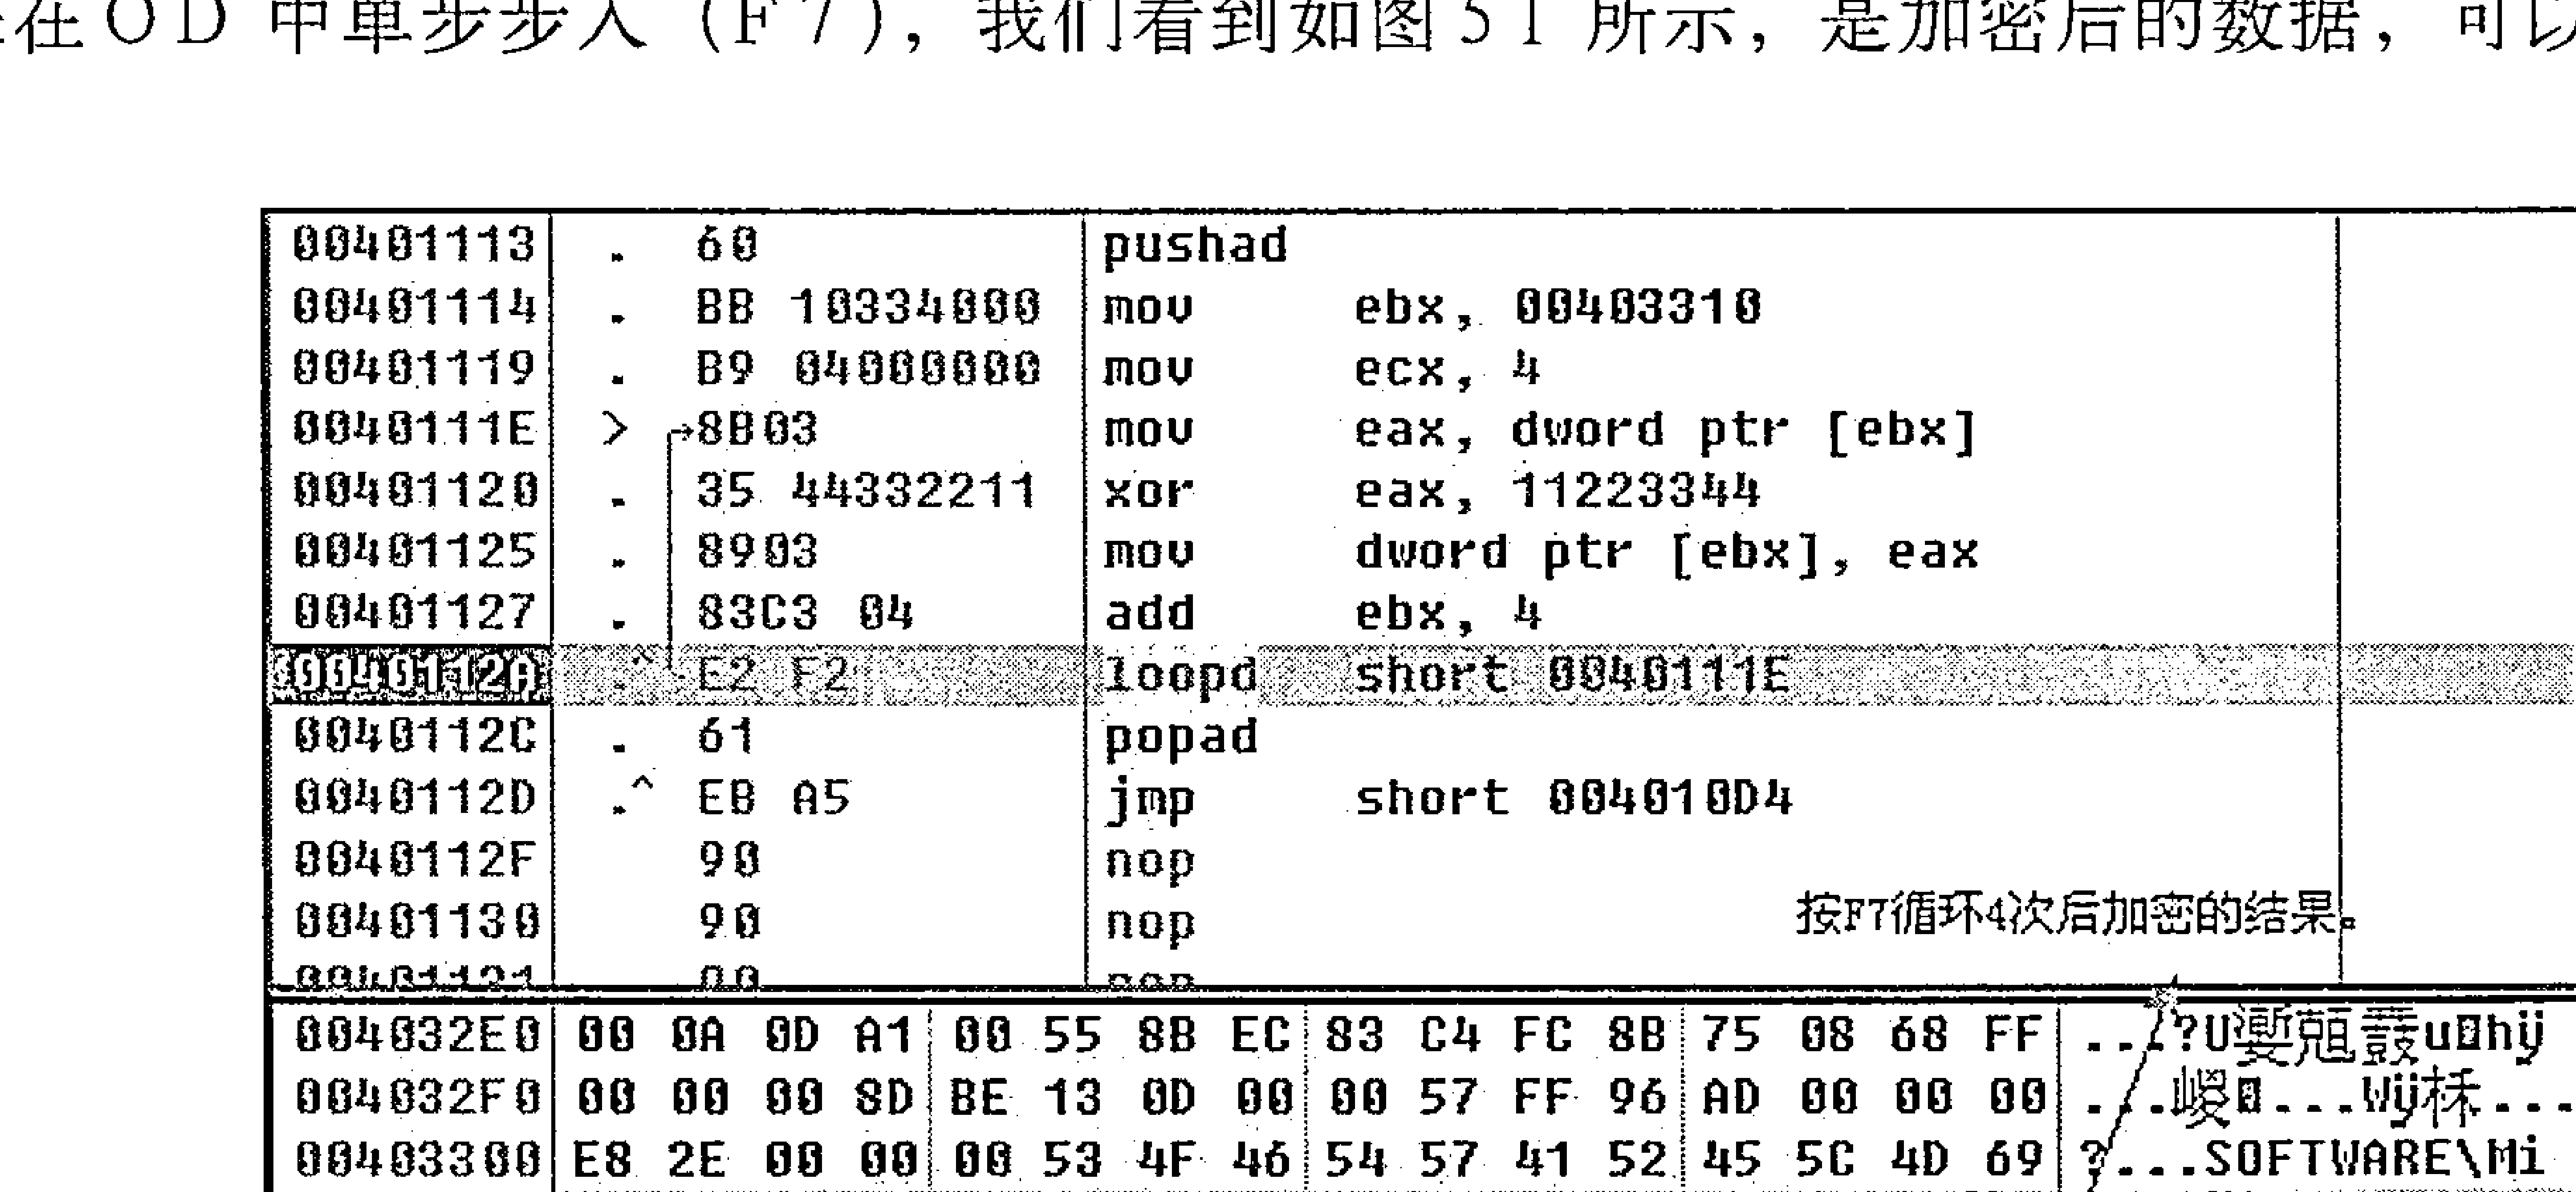 在OD中单步步入（F7），我们看到如图51所示，是加密后的数据，可以
00401113 . 60 pushad
00401114 . BB 10334000 mov ebx, 00403310
00401119 . B9 04000000 mov ecx, 4
0040111E > 8B03 mov eax, dword ptr [ebx]
00401120 . 35 44332211 xor eax, 11223344
00401125 . 8903 mov dword ptr [ebx], eax
00401127 . 83C3 04 add ebx, 4
0040112A .^ E2 F2 loopd short 0040111E
0040112C . 61 popad
0040112D .^ EB A5 jmp short 004010D4
0040112F 90 nop
00401130 90 nop
按F7循环4次后加密的结果。
004032E0 00 0A 0D A1 00 55 8B EC 83 C4 FC 8B 75 08 68 FF ...?U hÿ
004032F0 00 00 00 8D BE 13 0D 00 00 57 FF 96 AD 00 00 00 ...Wÿ...
00403300 E8 2E 00 00 00 53 4F 46 54 57 41 52 45 5C 4D 69 ?...SOFTWARE\Mi